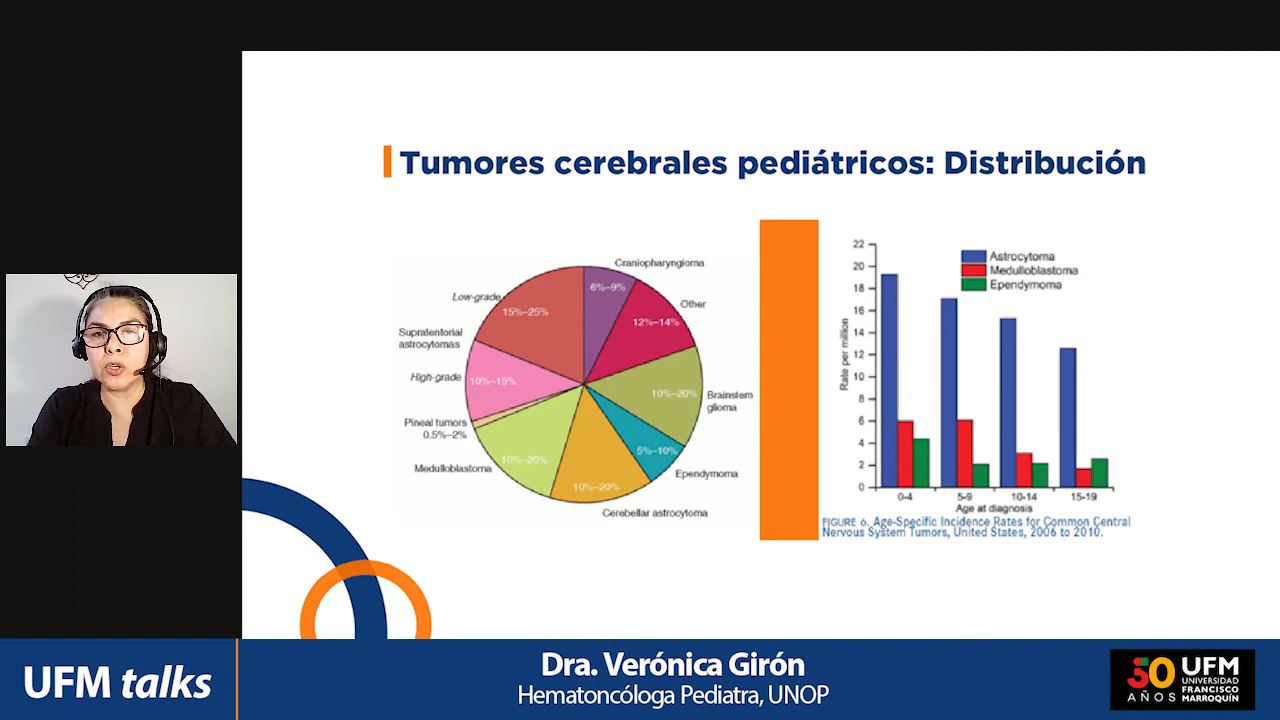 Tumores cerebrales pediátricos: Distribución
Craniopharyngioma
6%–9%
Other
12%–14%
Low-grade
15%–25%
Supratentorial
astrocytomas
High-grade
10%–15%
Brainstem
glioma
10%–20%
Pineal tumors
0.5%–2%
5%–10%
Ependymoma
Medulloblastoma
10%–20%
10%–20%
Cerebellar astrocytoma
Astrocytoma
Medulloblastoma
Ependymoma
Rate per million
22
20
18
16
14
12
10
8
6
4
2
0
0-4
5-9
10-14
15-19
Age at diagnosis
FIGURE 6. Age-Specific Incidence Rates for Common Central
Nervous System Tumors, United States, 2006 to 2010.
UFM talks
Dra. Verónica Girón
Hematoncóloga Pediatra, UNOP
50
AÑOS
UFM
UNIVERSIDAD
FRANCISCO
MARROQUÍN